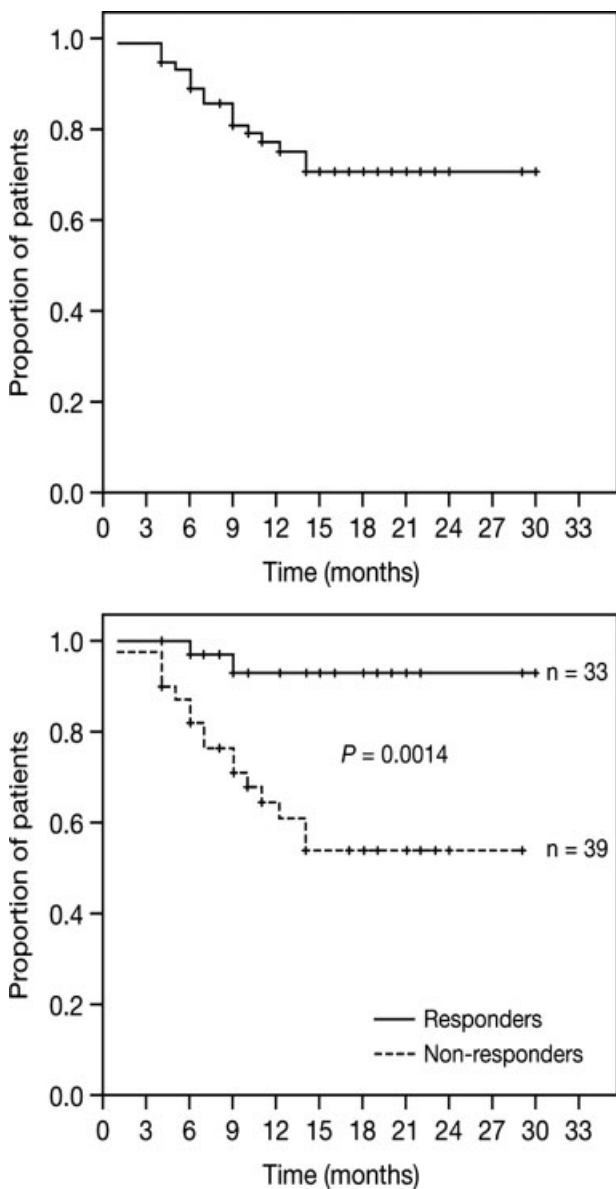 Proportion of patients
1.0
0.8
0.6
0.4
0.2
0.0
0 3 6 9 12 15 18 21 24 27 30 33
Time (months)
Proportion of patients
1.0
0.8
0.6
0.4
0.2
0.0
n = 33
P = 0.0014
n = 39
Responders
Non-responders
0 3 6 9 12 15 18 21 24 27 30 33
Time (months)